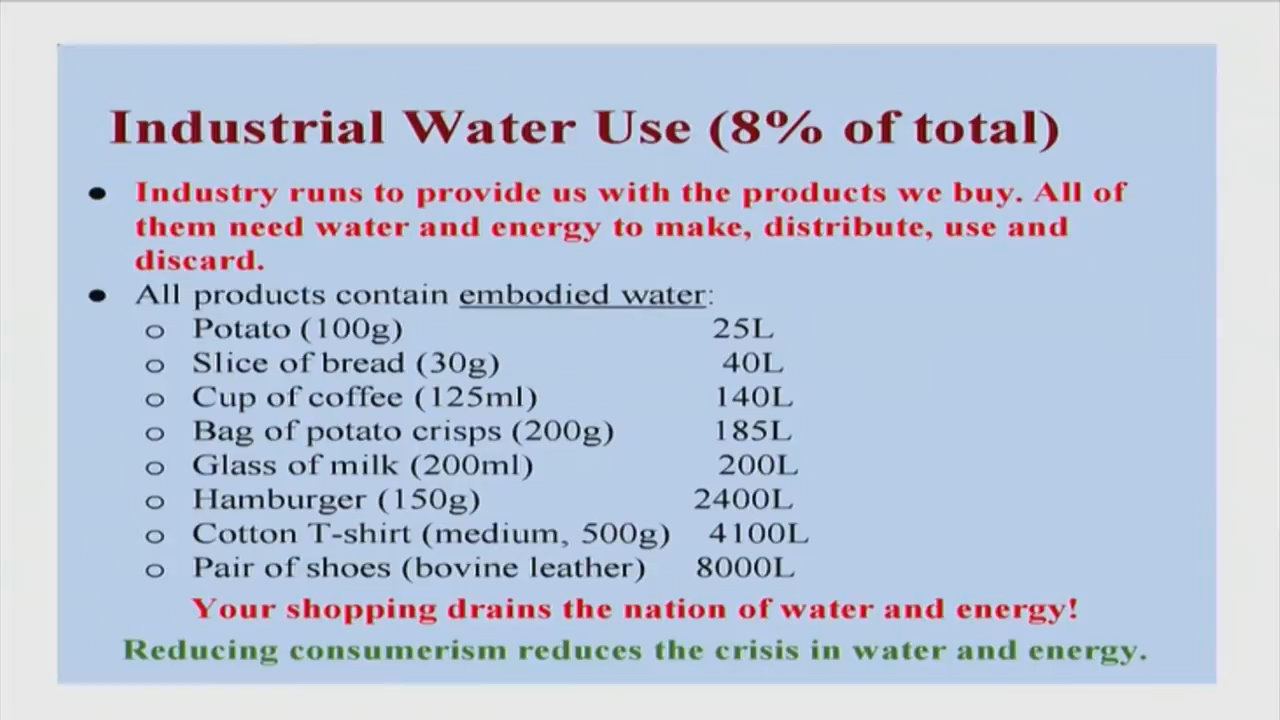 Industrial Water Use (8% of total)
● Industry runs to provide us with the products we buy. All of
them need water and energy to make, distribute, use and
discard.
● All products contain embodied water:
○ Potato (100g) 25L
○ Slice of bread (30g) 40L
○ Cup of coffee (125ml) 140L
○ Bag of potato crisps (200g) 185L
○ Glass of milk (200ml) 200L
○ Hamburger (150g) 2400L
○ Cotton T-shirt (medium, 500g) 4100L
○ Pair of shoes (bovine leather) 8000L
Your shopping drains the nation of water and energy!
Reducing consumerism reduces the crisis in water and energy.